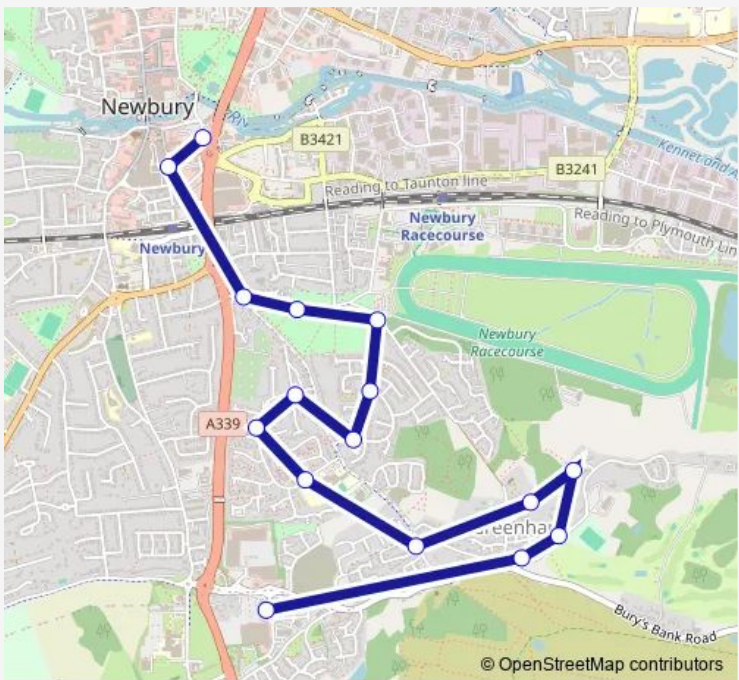 Newbury
B3421
B3241
Kennet and A
Reading to Taunton line
Newbury
Racecourse
Reading to Plymouth Lin
Newbury
Newbury
Racecourse
A339
Greenha
Bury's Bank Road
© OpenStreetMap contributors